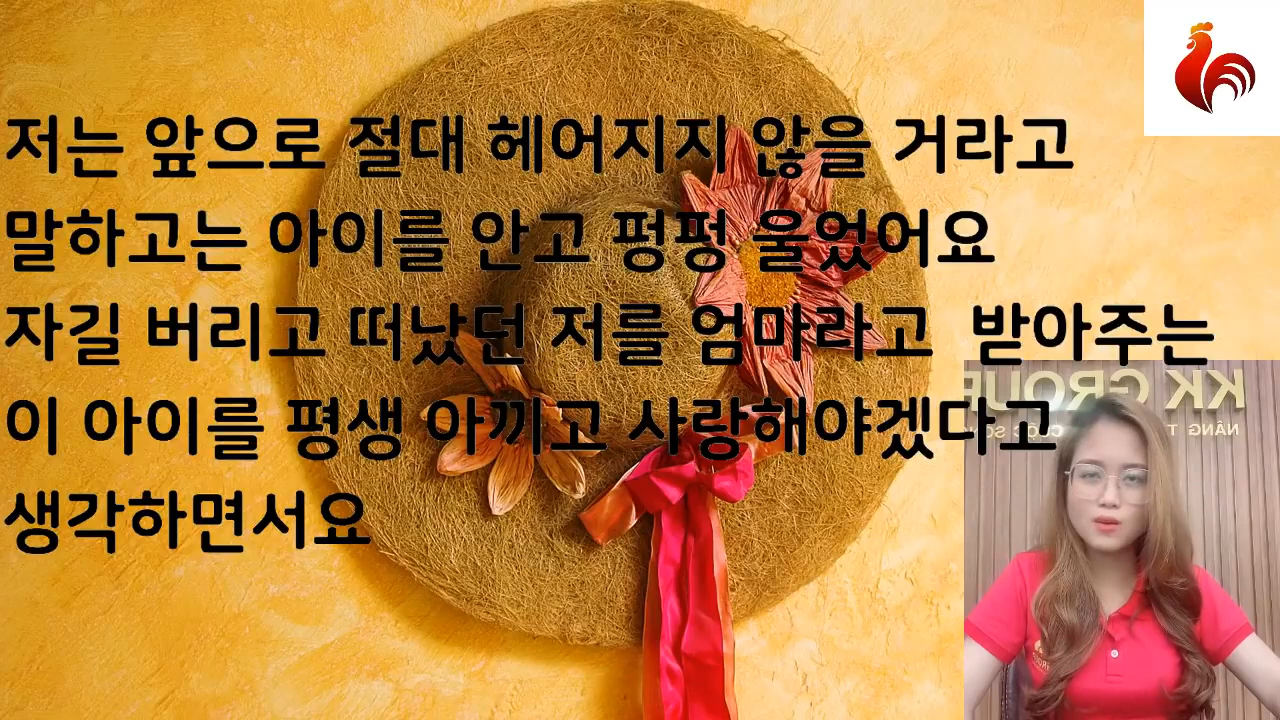 저는 앞으로 절대 헤어지지 않을 거라고
말하고는 아이를 안고 펑펑 울었어요
자길 버리고 떠났던 저를 엄마라고 받아주는
이 아이를 평생 아끼고 사랑해야겠다고
생각하면서요
KK GROUP
NÂNG T